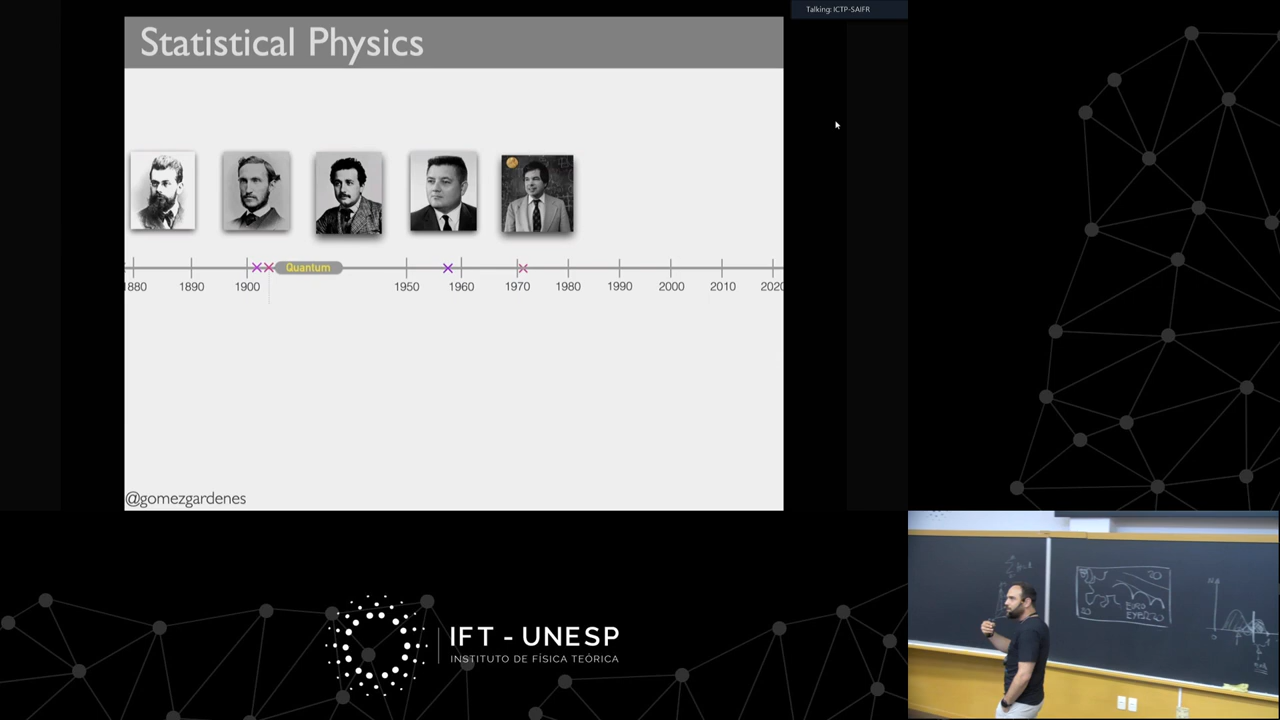 Talking: ICTP-SAIFR
Statistical Physics
Quantum
880 1890 1900 1950 1960 1970 1980 1990 2000 2010 2020
@gomezgardenes
IFT - UNESP
INSTITUTO DE FÍSICA TEÓRICA